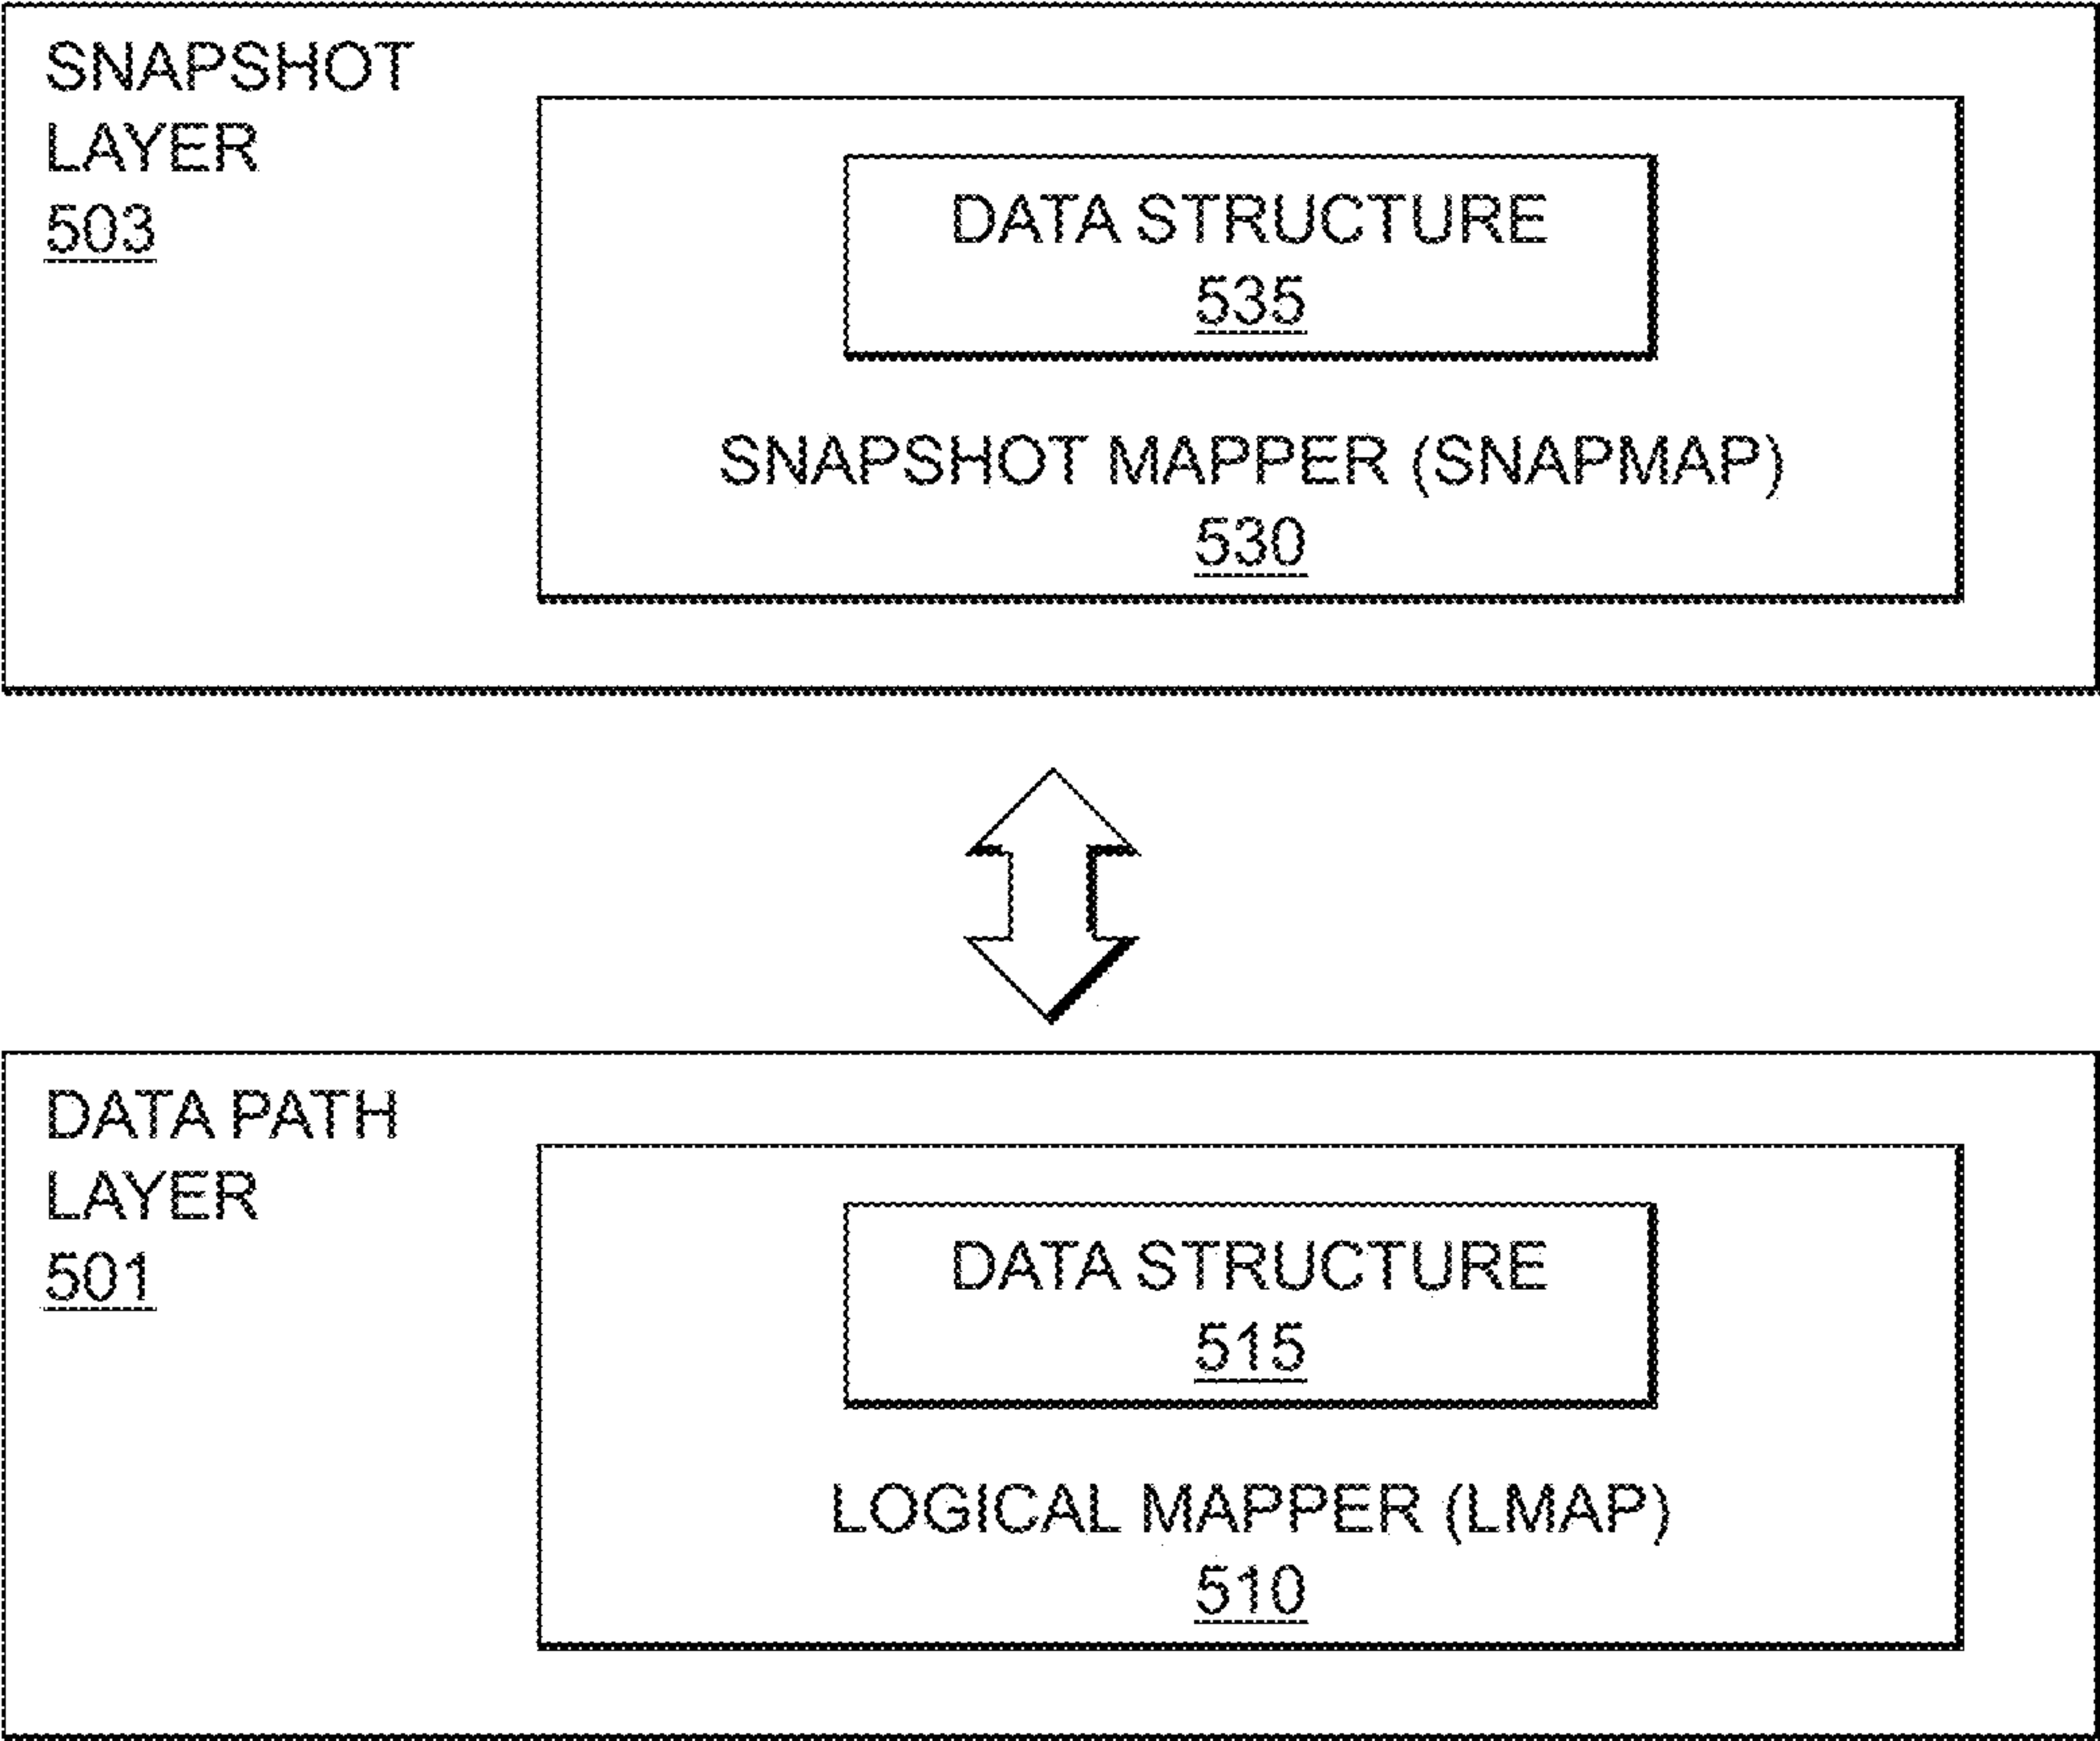 SNAPSHOT
LAYER
503
DATA STRUCTURE
535
SNAPSHOT MAPPER (SNAPMAP)
530
DATA PATH
LAYER
501
DATA STRUCTURE
515
LOGICAL MAPPER (LMAP)
510